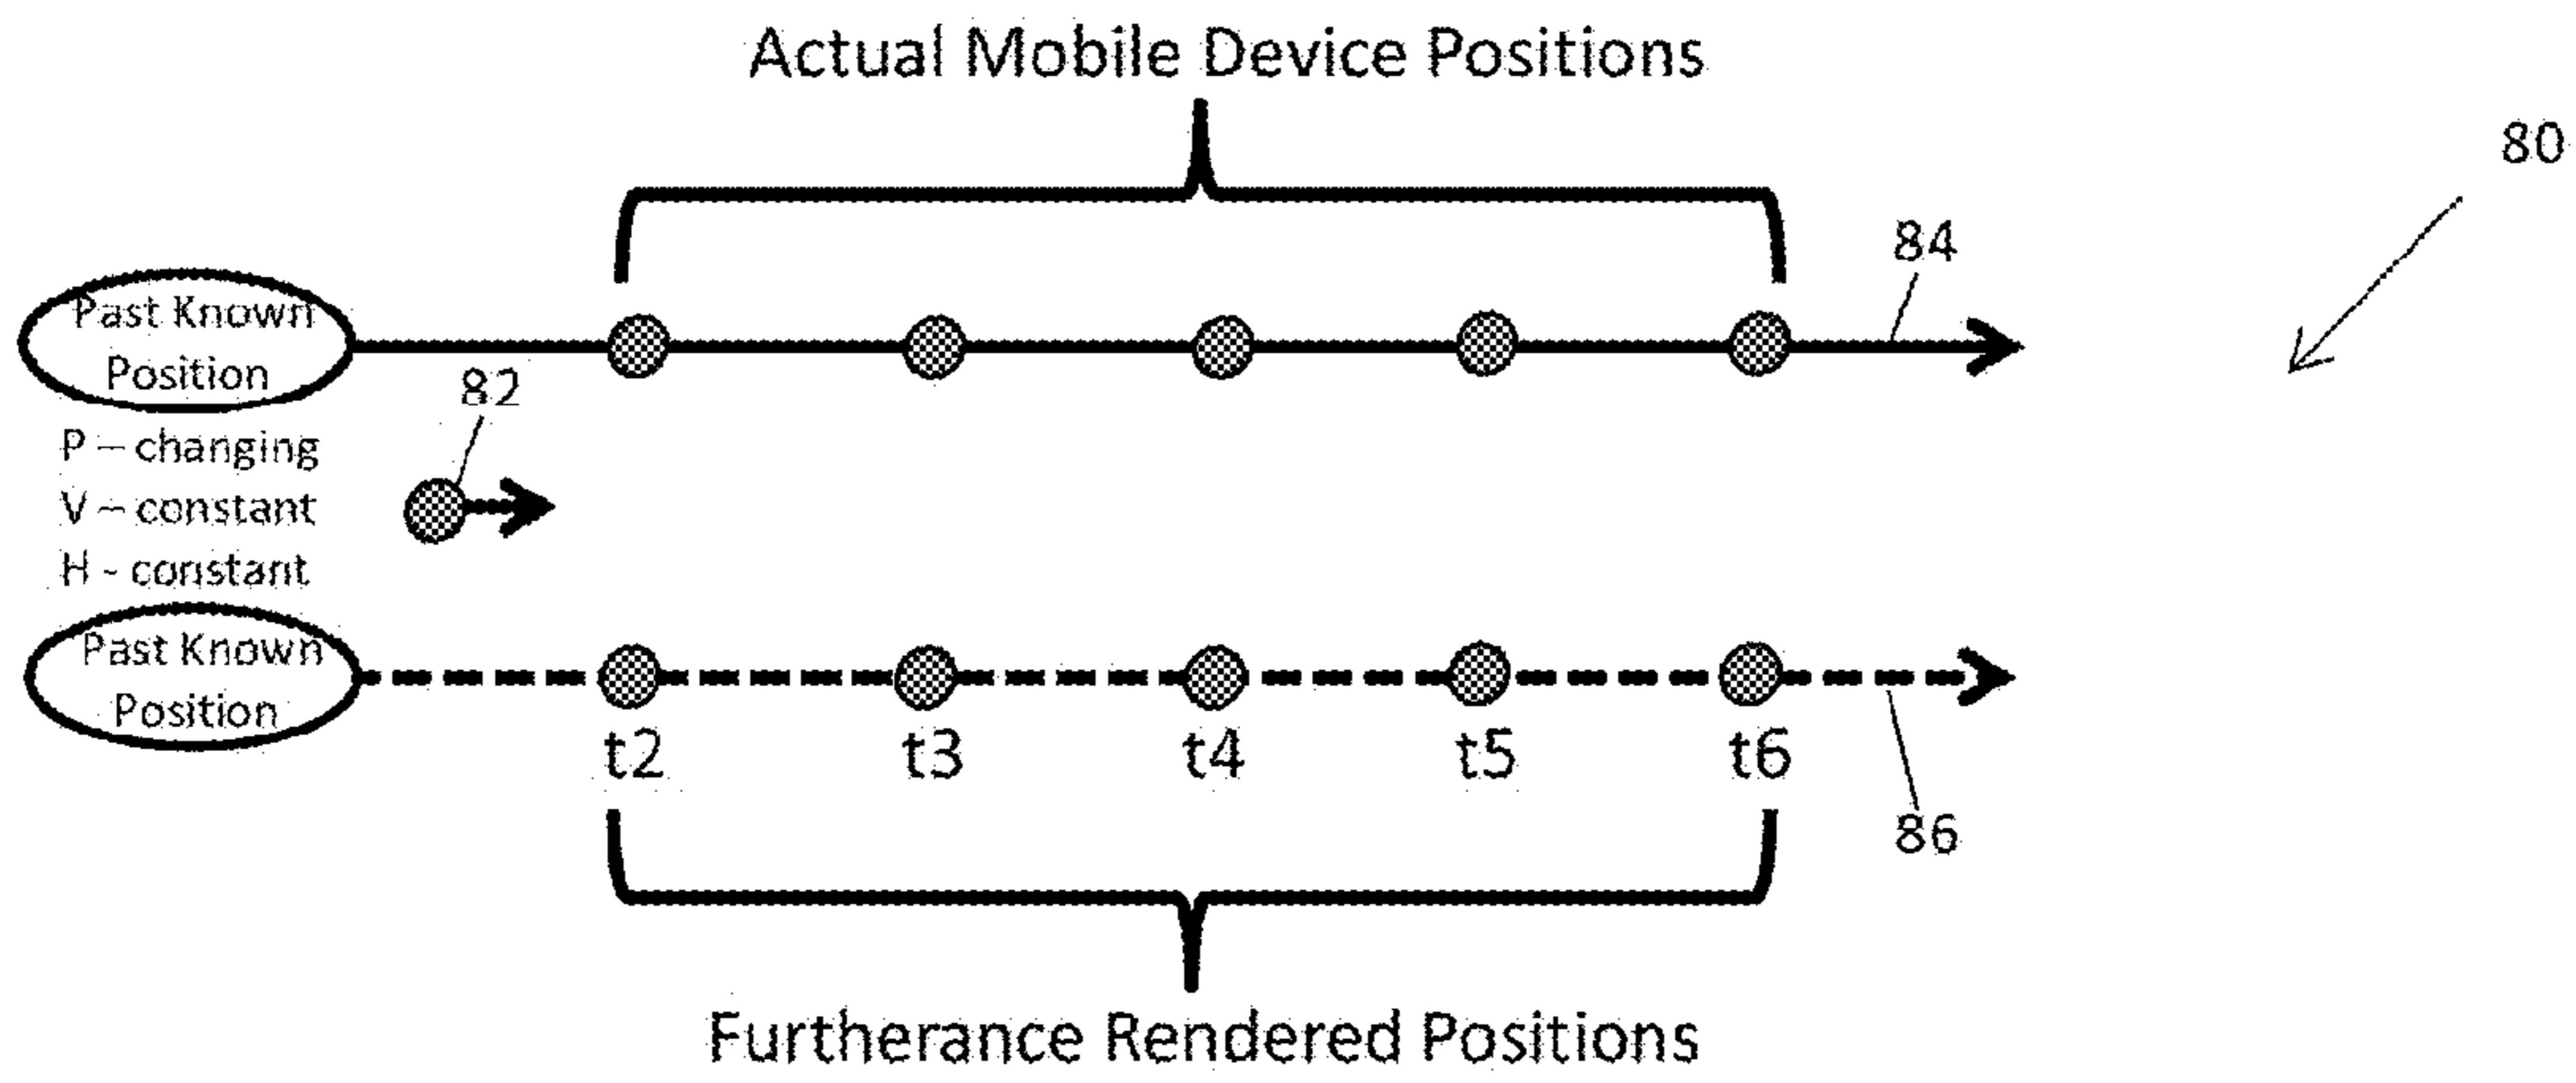 Actual Mobile Device Positions
80
84
Past Known
Position
82
P – changing
V – constant
H - constant
Past Known
Position
t2 t3 t4 t5 t6
86
Furtherance Rendered Positions